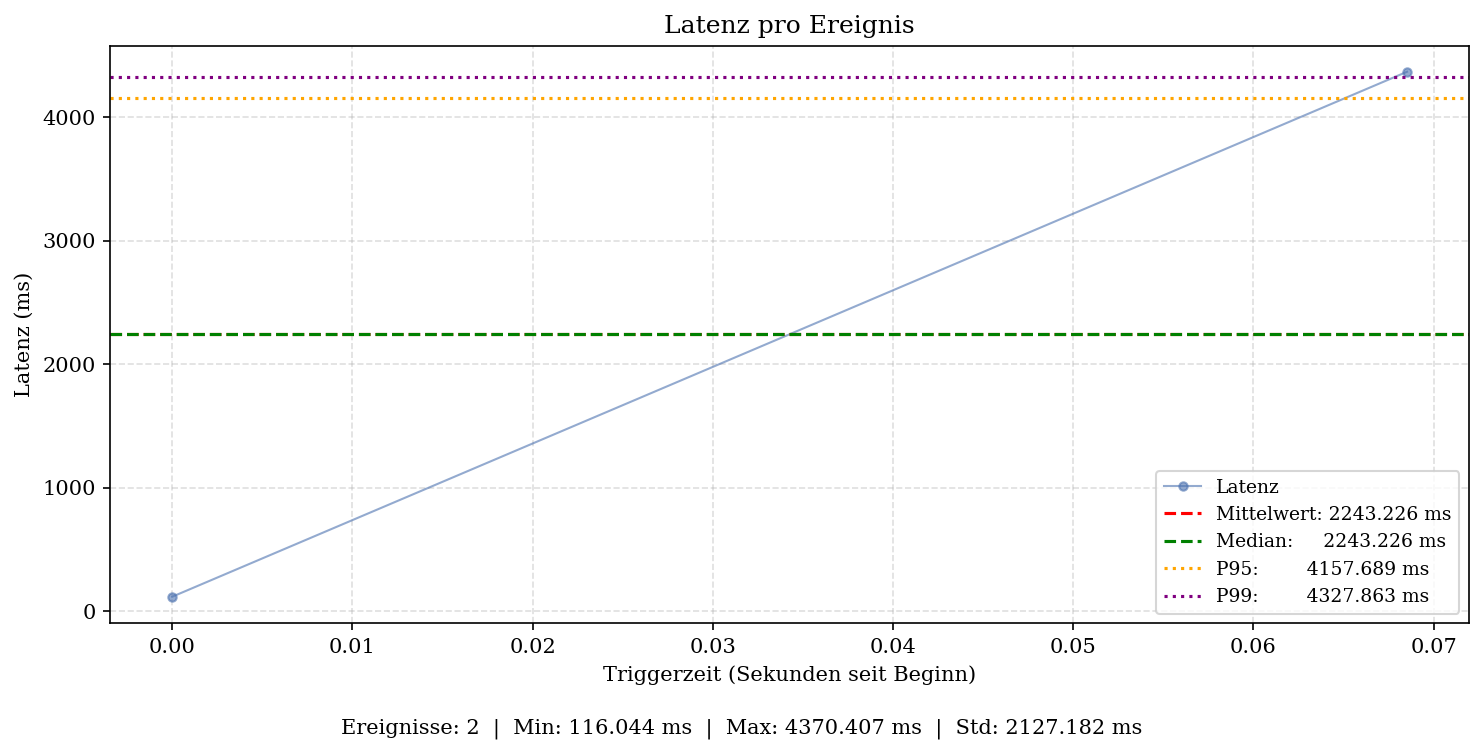 Latenz pro Ereignis
Latenz (ms)
4000
3000
2000
1000
0
Latenz
Mittelwert: 2243.226 ms
Median: 2243.226 ms
P95: 4157.689 ms
P99: 4327.863 ms
0.00 0.01 0.02 0.03 0.04 0.05 0.06 0.07
Triggerzeit (Sekunden seit Beginn)
Ereignisse: 2 | Min: 116.044 ms | Max: 4370.407 ms | Std: 2127.182 ms